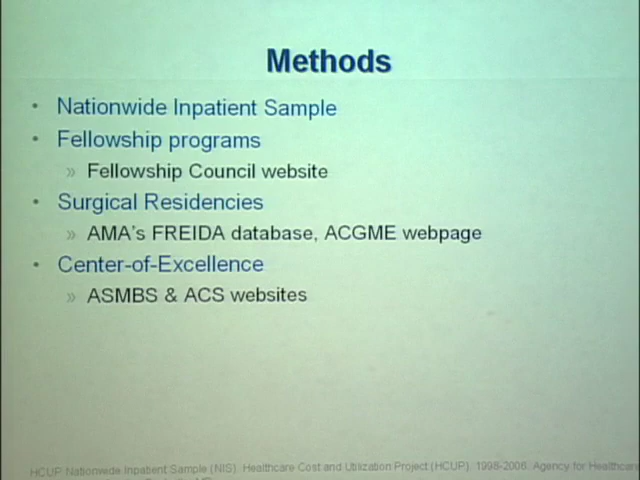 Methods
• Nationwide Inpatient Sample
• Fellowship programs
» Fellowship Council website
• Surgical Residencies
» AMA's FREIDA database, ACGME webpage
• Center-of-Excellence
» ASMBS & ACS websites
HCUP Nationwide Inpatient Sample (NIS). Healthcare Cost and Utilization Project (HCUP). 1998-2006. Agency for Healthcare